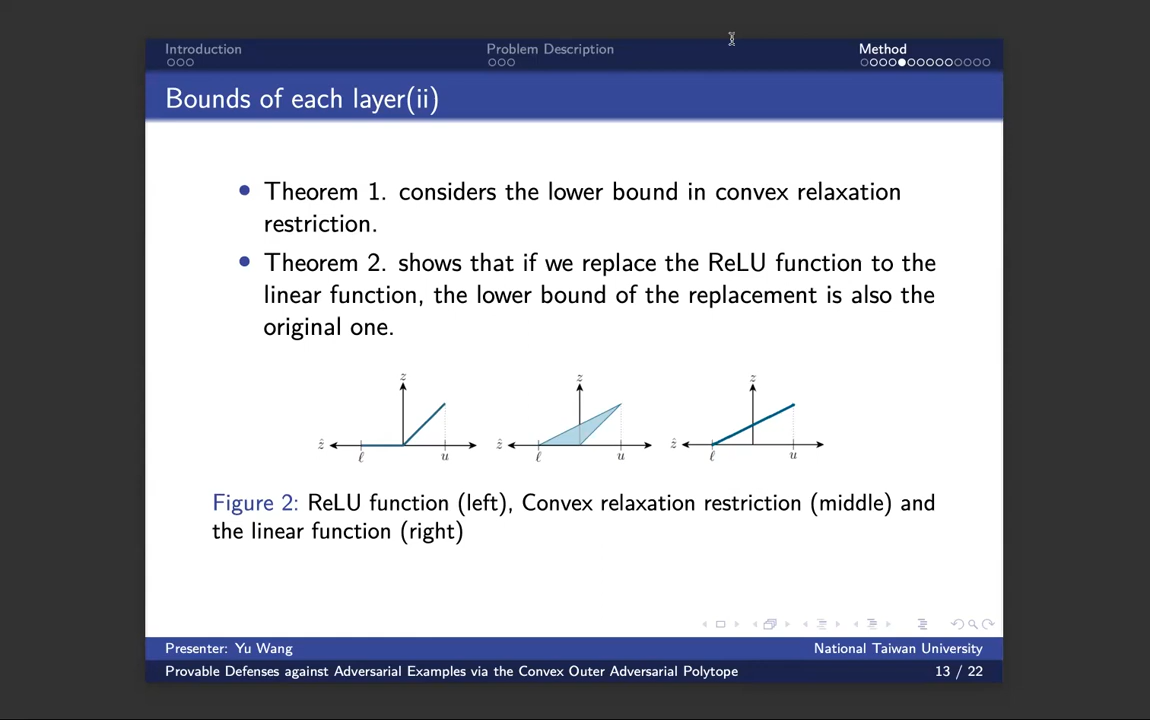 Introduction Problem Description Method
Bounds of each layer(ii)
Theorem 1. considers the lower bound in convex relaxation
restriction.
Theorem 2. shows that if we replace the ReLU function to the
linear function, the lower bound of the replacement is also the
original one.
z z z
ẑ ẑ ẑ
ℓ u ℓ u ℓ u
Figure 2: ReLU function (left), Convex relaxation restriction (middle) and
the linear function (right)
Presenter: Yu Wang National Taiwan University
Provable Defenses against Adversarial Examples via the Convex Outer Adversarial Polytope 13 / 22